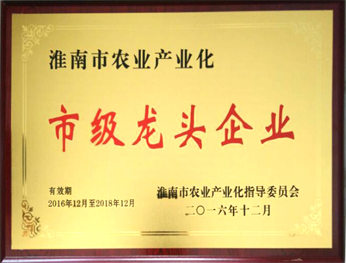 淮南市农业产业化
市级龙头企业
有效期
2016年12月至2018年12月
淮南市农业产业化指导委员会
二〇一六年十二月